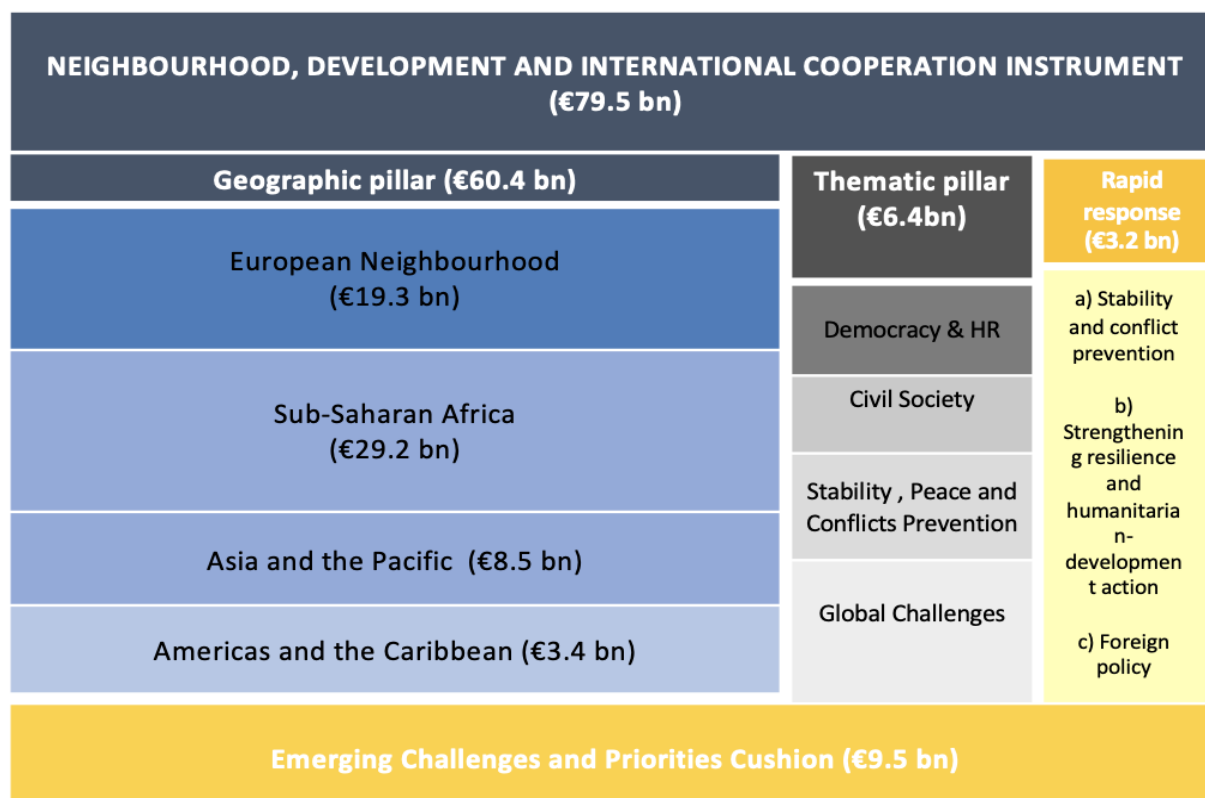 NEIGHBOURHOOD, DEVELOPMENT AND INTERNATIONAL COOPERATION INSTRUMENT
(€79.5 bn)
Geographic pillar (€60.4 bn)
European Neighbourhood
(€19.3 bn)
Sub-Saharan Africa
(€29.2 bn)
Asia and the Pacific  (€8.5 bn)
Americas and the Caribbean (€3.4 bn)
Thematic pillar
(€6.4bn)
Democracy & HR
Civil Society
Stability , Peace and
Conflicts Prevention
Global Challenges
Rapid
response
(€3.2 bn)
a) Stability
and conflict
prevention
b)
Strengthenin
g resilience
and
humanitaria
n-
developmen
t action
c) Foreign
policy
Emerging Challenges and Priorities Cushion (€9.5 bn)